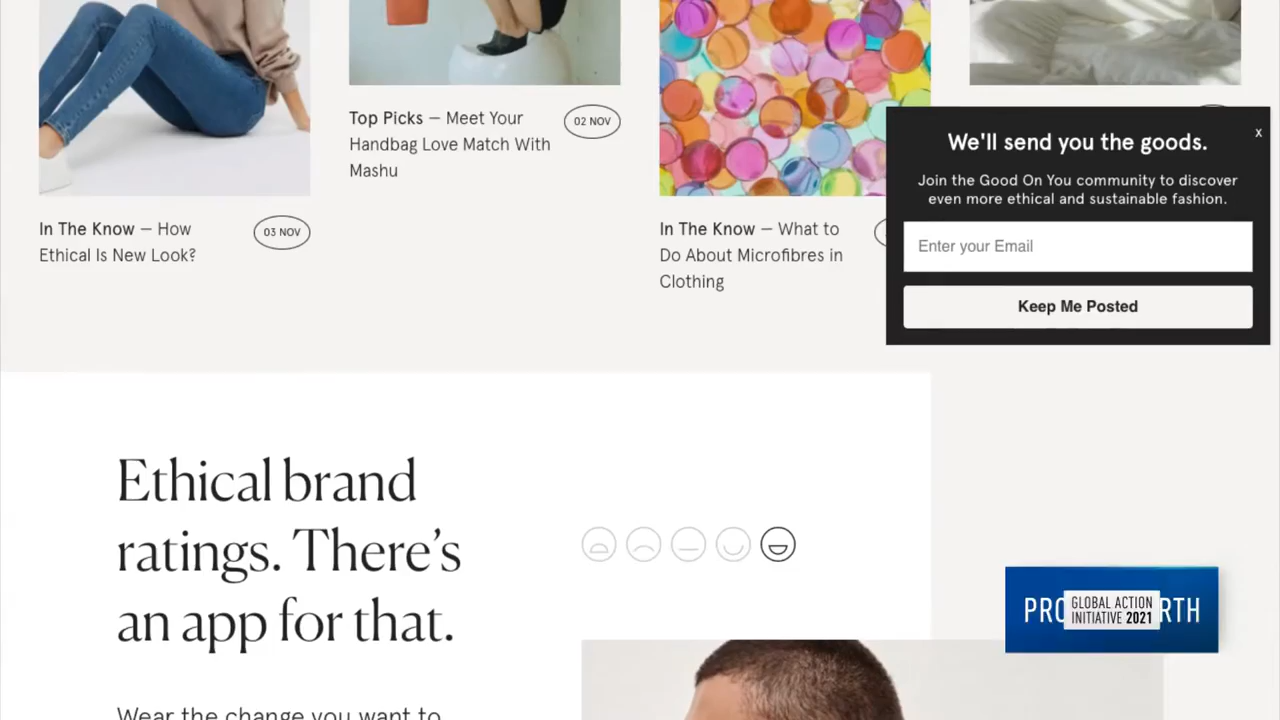 Top Picks — Meet Your
Handbag Love Match With
Mashu
02 NOV
In The Know — How
Ethical Is New Look?
03 NOV
In The Know — What to
Do About Microfibres in
Clothing
We'll send you the goods.
x
Join the Good On You community to discover
even more ethical and sustainable fashion.
Enter your Email
Keep Me Posted
Ethical brand
ratings. There's
an app for that.
Wear the change you want to
GLOBAL ACTION
INITIATIVE 2021